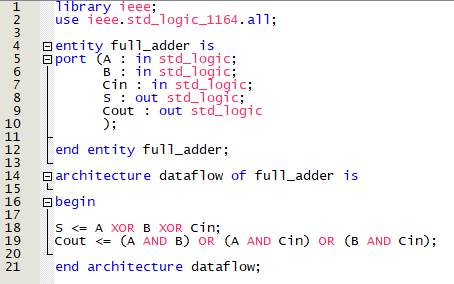 1 library ieee;
2 use ieee.std_logic_1164.all;
3
4 entity full_adder is
5 port (A : in std_logic;
6 B : in std_logic;
7 Cin : in std_logic;
8 S : out std_logic;
9 Cout : out std_logic
10 );
11
12 end entity full_adder;
13
14 architecture dataflow of full_adder is
15
16 begin
17
18 S <= A XOR B XOR Cin;
19 Cout <= (A AND B) OR (A AND Cin) OR (B AND Cin);
20
21 end architecture dataflow;